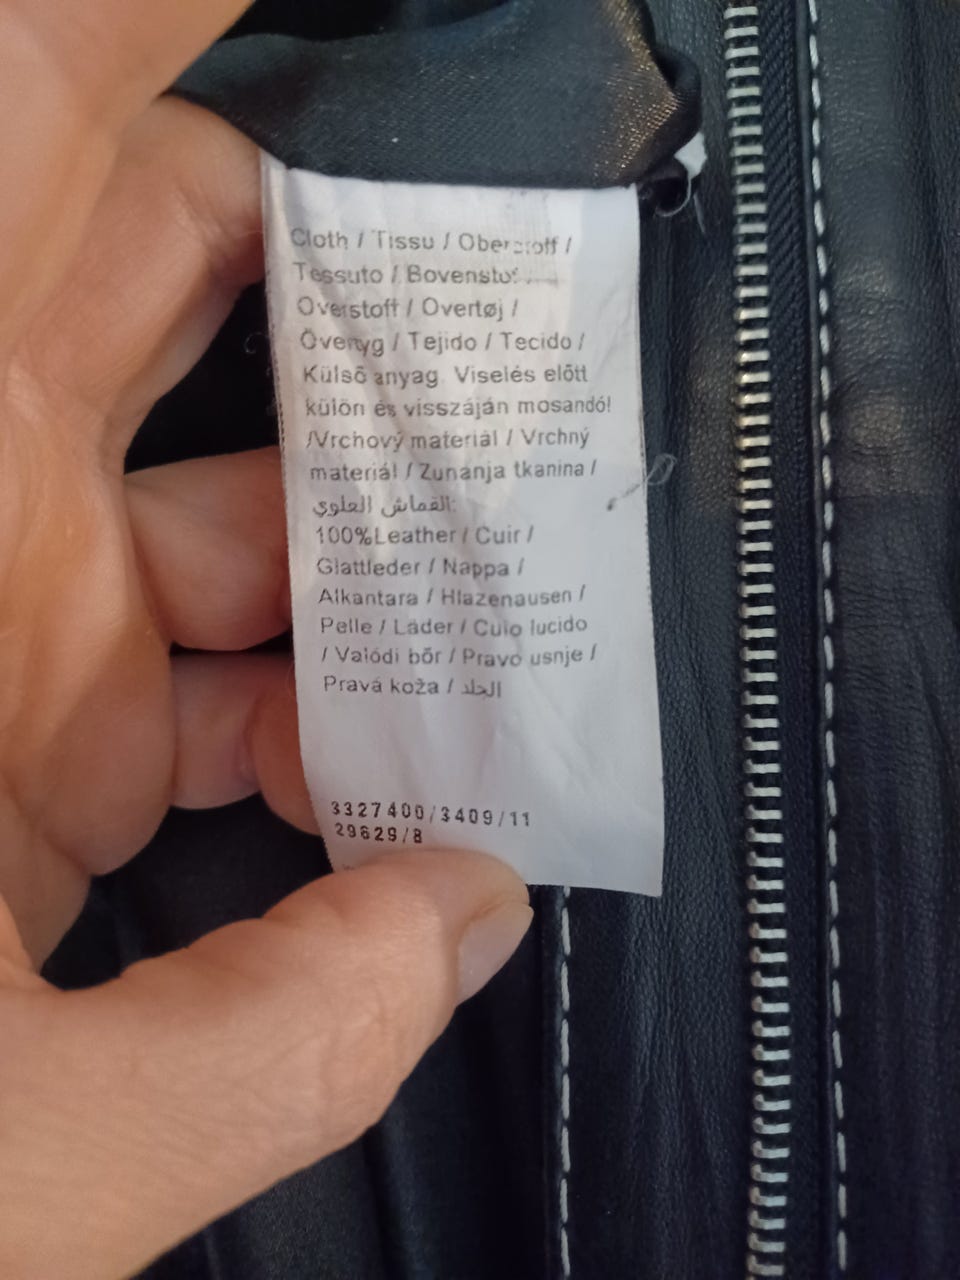 Cloth / Tissu / Oberstoff /
Tessuto / Bovenstof
Overstoff / Overtøj /
Övertyg / Tejido / Tecido /
Külső anyag. Viselés előtt
külön és visszáján mosandó!
/Vrchový materiál / Vrchný
materiál / Zunanja tkanina /
القماش العلوي:
100%Leather / Cuir /
Glattleder / Nappa /
Alkantara / Hlazenausen /
Pelle / Läder / Cuio lucido
/ Valódi bőr / Pravo usnje /
Pravá koža / الجلد
3327400/3409/11
29629/8